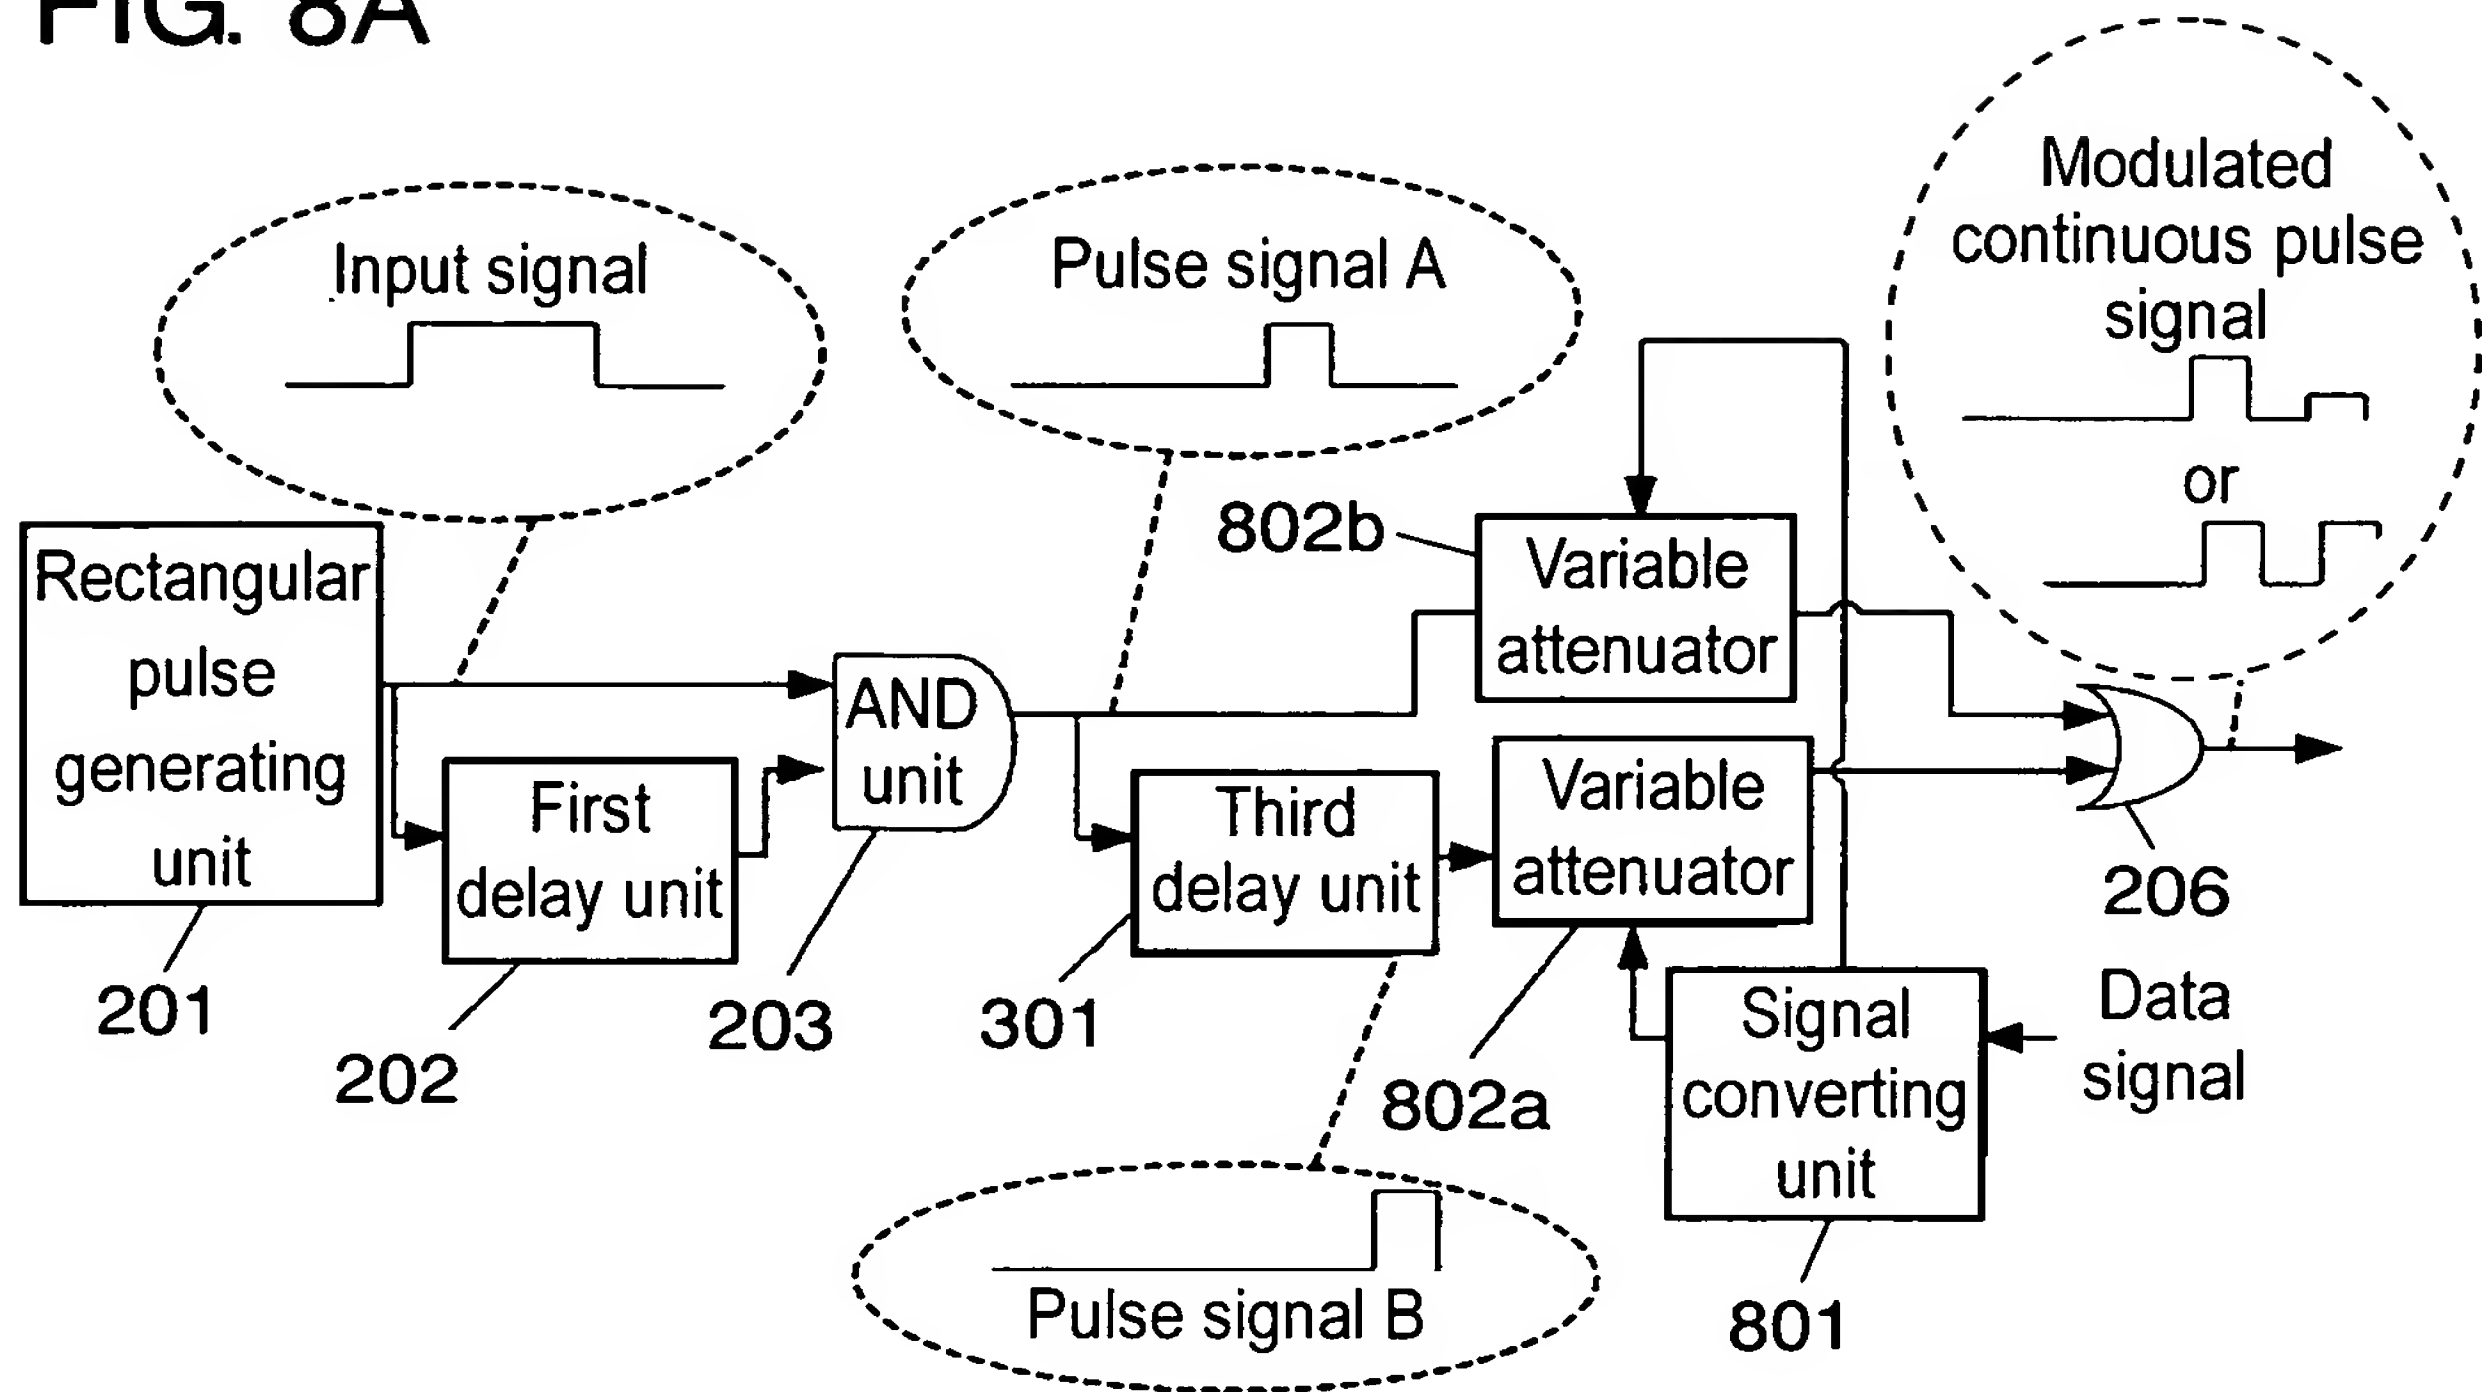 FIG. 8A
Input signal
Pulse signal A
Modulated
continuous pulse
signal
or
Rectangular
pulse
generating
unit
201
First
delay unit
202
AND
unit
203
Third
delay unit
301
802b
Variable
attenuator
Variable
attenuator
802a
206
Signal
converting
unit
801
Data
signal
Pulse signal B